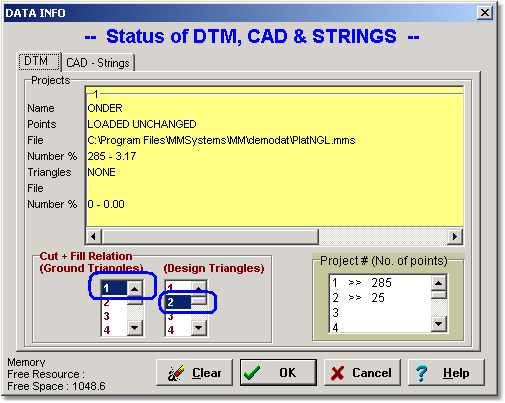 DATA INFO
-- Status of DTM, CAD & STRINGS --
DTM CAD - Strings
Projects
1
Name ONDER
Points LOADED UNCHANGED
File C:\Program Files\MMSystems\MM\demodat\PlatNGL.mms
Number % 285 - 3.17
Triangles NONE
File
Number % 0 - 0.00
Cut + Fill Relation
(Ground Triangles) (Design Triangles)
1
2
3
4
1
2
3
4
Project # (No. of points)
1 >> 285
2 >> 25
3
4
Memory
Free Resource :
Free Space : 1048.6
Clear OK Cancel Help